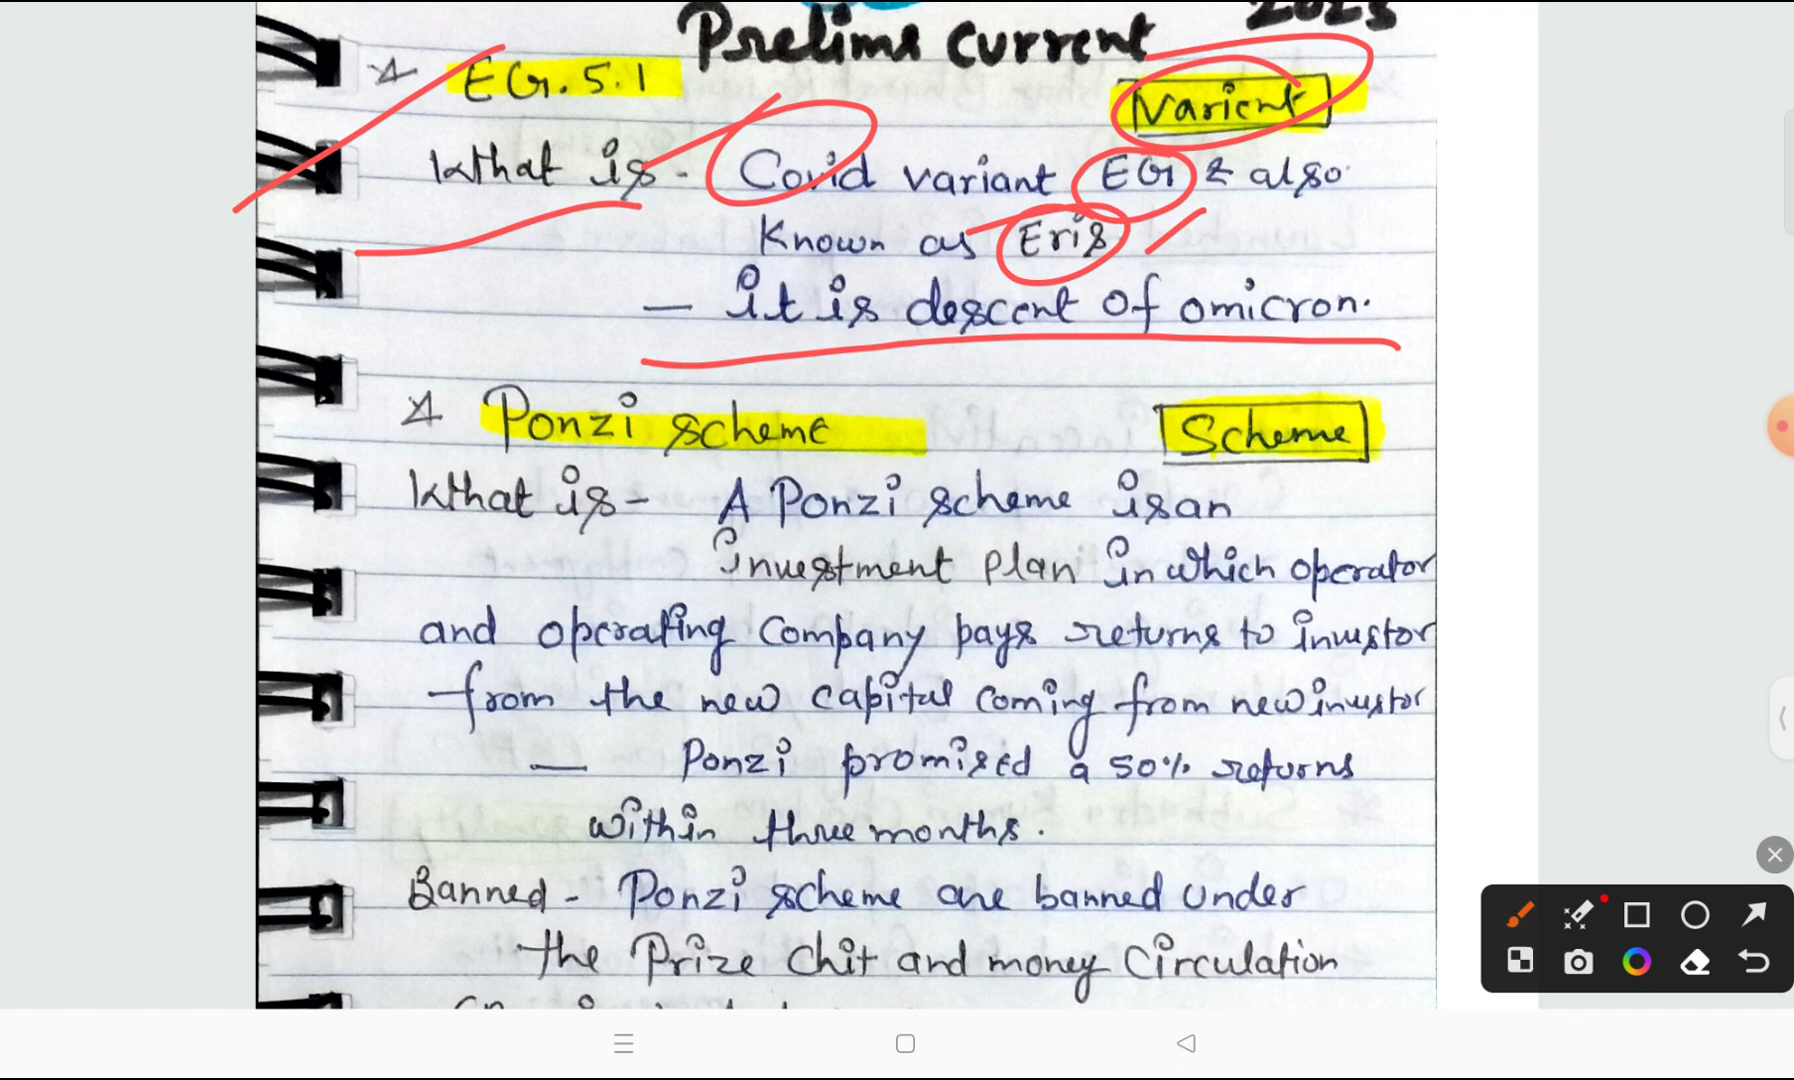 Prelims current 2023
EG.5.1
Varient
What is - Covid variant EG & also
Known as Eris
— it is descent of omicron.
Ponzi scheme
Scheme
What is - A Ponzi scheme is an
investment plan in which operator
and operating company pays returns to investor
from the new capital coming from new investor
— Ponzi promised a 50% returns
within three months.
Banned - Ponzi scheme are banned under
the Prize chit and money circulation